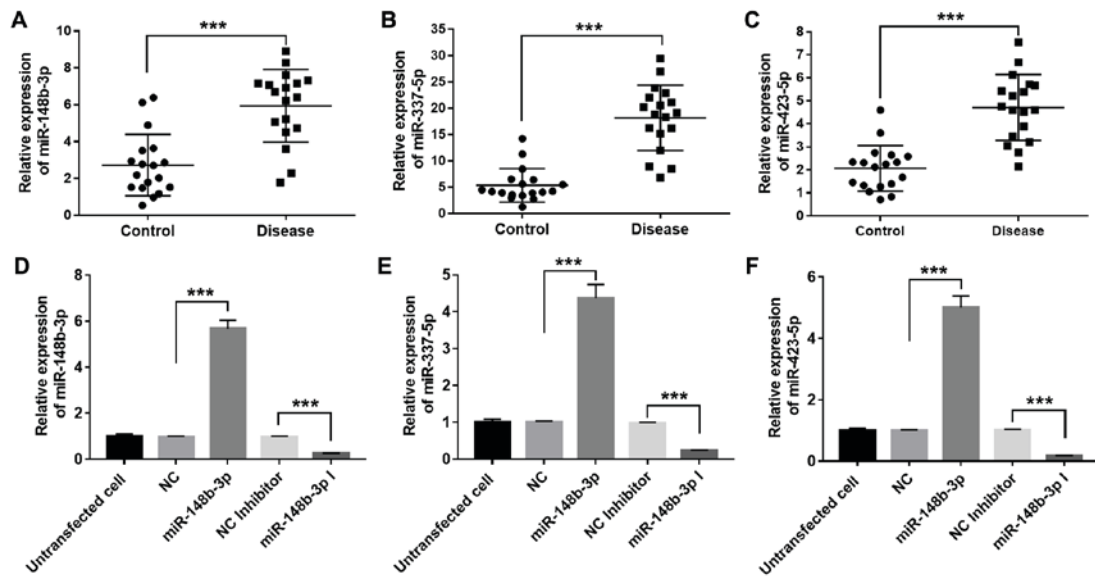 A
Relative expression
of miR-148b-3p
10
8
6
4
2
0
***
Control
Disease
B
Relative expression
of miR-337-5p
35
30
25
20
15
10
5
0
***
Control
Disease
C
Relative expression
of miR-423-5p
8
7
6
5
4
3
2
1
0
***
Control
Disease
D
Relative expression
of miR-148b-3p
8
6
4
2
0
***
***
Untransfected cell
NC
miR-148b-3p
NC Inhibitor
miR-148b-3p I
E
Relative expression
of miR-337-5p
5
4
3
2
1
0
***
***
Untransfected cell
NC
miR-148b-3p
NC Inhibitor
miR-148b-3p I
F
Relative expression
of miR-423-5p
6
4
2
0
***
***
Untransfected cell
NC
miR-148b-3p
NC Inhibitor
miR-148b-3p I